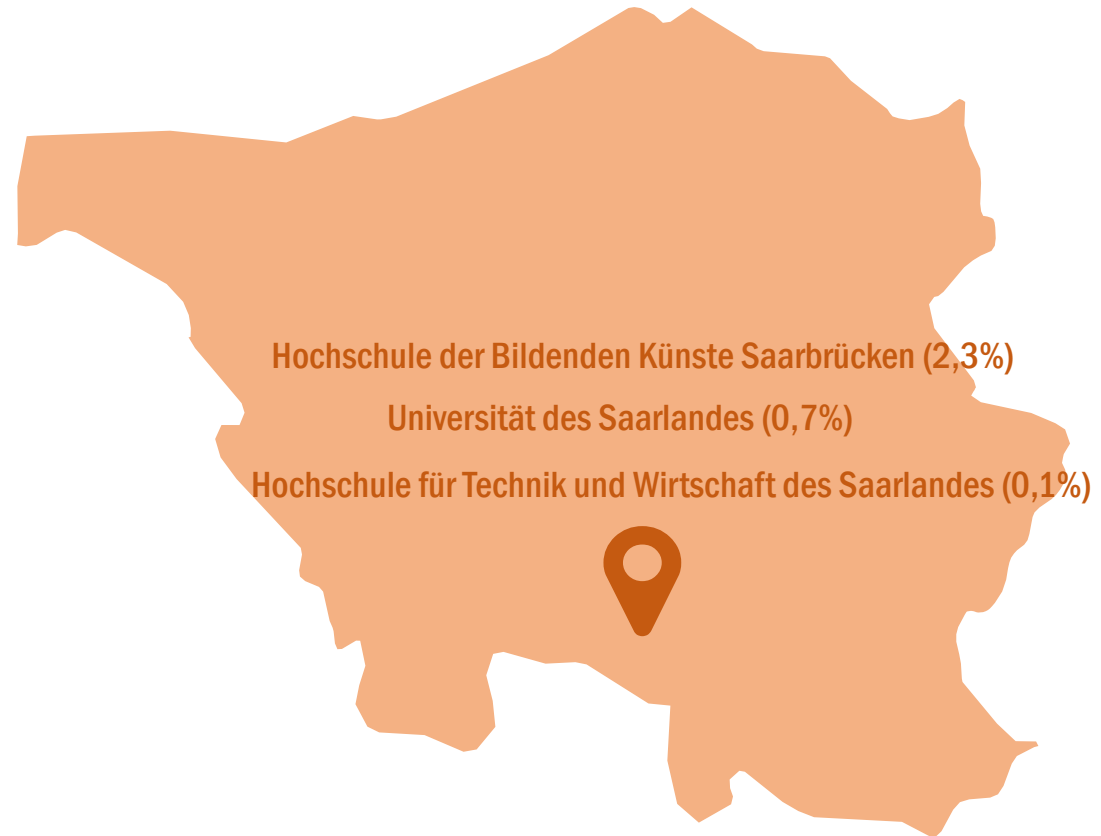 Hochschule der Bildenden Künste Saarbrücken (2,3%)
Universität des Saarlandes (0,7%)
Hochschule für Technik und Wirtschaft des Saarlandes (0,1%)